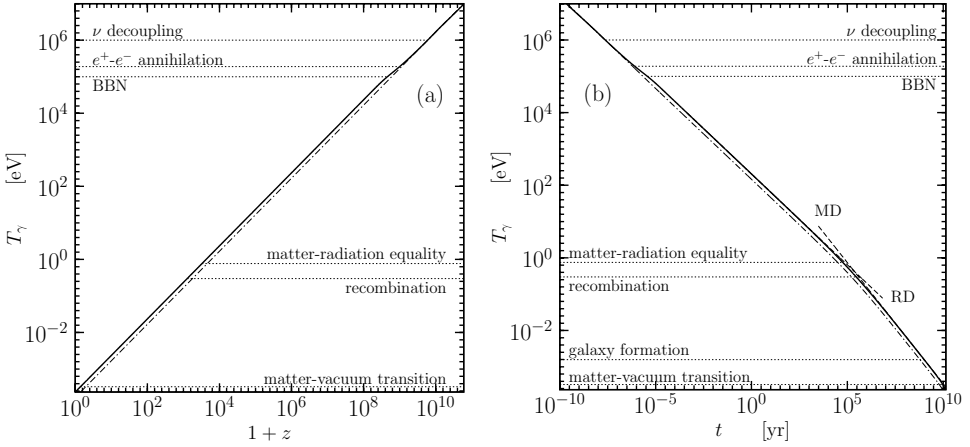 10⁶
10⁴
10²
10⁰
10⁻²
T_γ [eV]
ν decoupling
e⁺-e⁻ annihilation
BBN
(a)
matter-radiation equality
recombination
matter-vacuum transition
10⁰ 10² 10⁴ 10⁶ 10⁸ 10¹⁰
1 + z
10⁶
10⁴
10²
10⁰
10⁻²
T_γ [eV]
ν decoupling
e⁺-e⁻ annihilation
BBN
(b)
MD
matter-radiation equality
recombination
RD
galaxy formation
matter-vacuum transition
10⁻¹⁰ 10⁻⁵ 10⁰ 10⁵ 10¹⁰
t [yr]